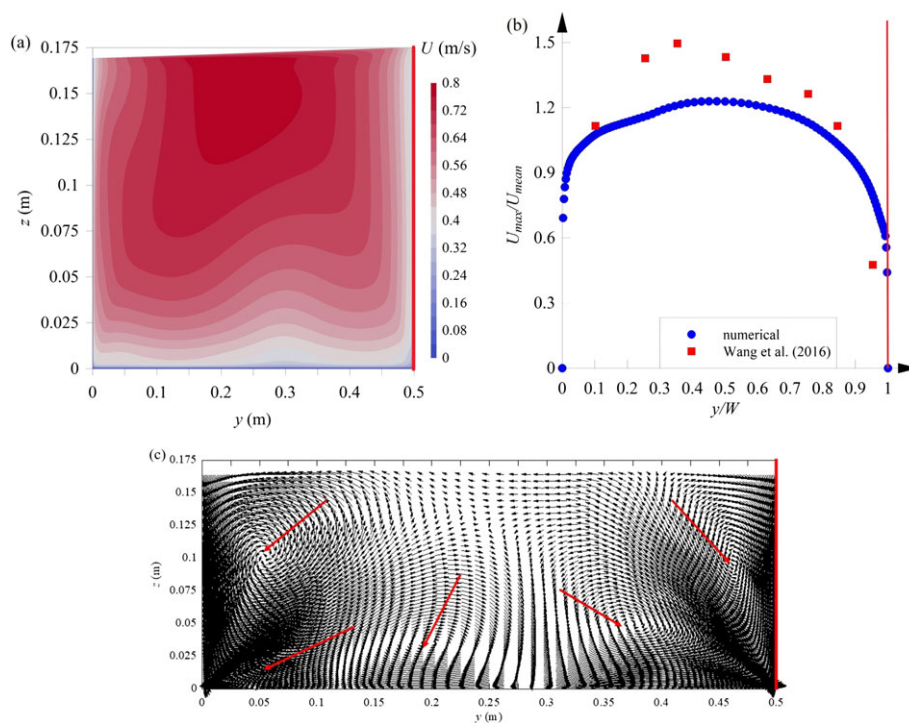 (a)
U (m/s)
z (m)
0.175
0.15
0.125
0.1
0.075
0.05
0.025
0
0 0.1 0.2 0.3 0.4 0.5
y (m)
0.8
0.72
0.64
0.56
0.48
0.4
0.32
0.24
0.16
0.08
0
(b)
Umax/Umean
1.5
1.2
0.9
0.6
0.3
0
numerical
Wang et al. (2016)
0 0.1 0.2 0.3 0.4 0.5 0.6 0.7 0.8 0.9 1
y/W
(c)
z (m)
0.175
0.15
0.125
0.1
0.075
0.05
0.025
0
0 0.05 0.1 0.15 0.2 0.25 0.3 0.35 0.4 0.45 0.5
y (m)